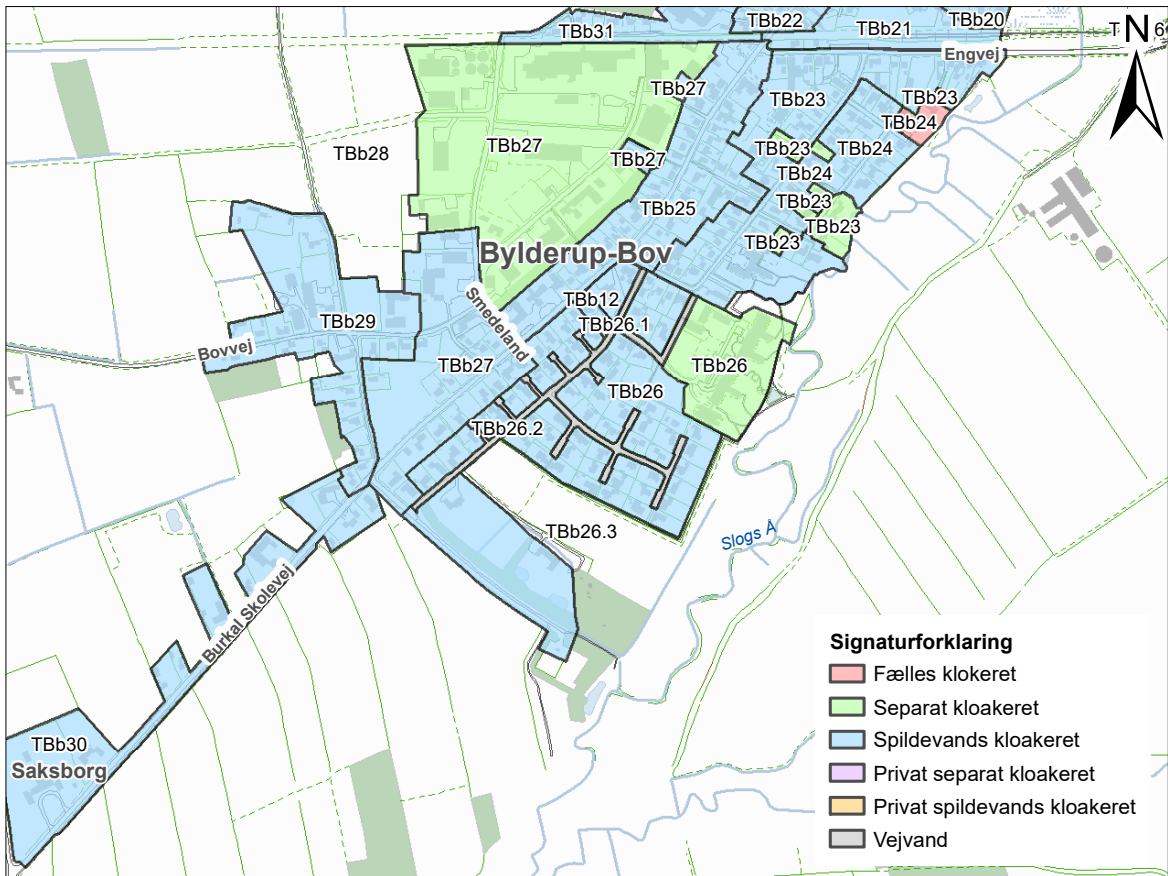 TBb22
TBb20
TBb31
TBb21
T
N
6
Engvej
TBb27
TBb23
TBb23
TBb24
TBb28
TBb27
TBb27
TBb23
TBb24
TBb24
TBb23
TBb25
TBb23
TBb23
Bylderup-Bov
Smedeland
TBb12
TBb26.1
TBb29
Bovvej
TBb27
TBb26
TBb26
TBb26.2
TBb26.3
Slogs Å
Burkal Skolevej
TBb30
Saksborg
Signaturforklaring
Fælles klokeret
Separat kloakeret
Spildevands kloakeret
Privat separat kloakeret
Privat spildevands kloakeret
Vejvand